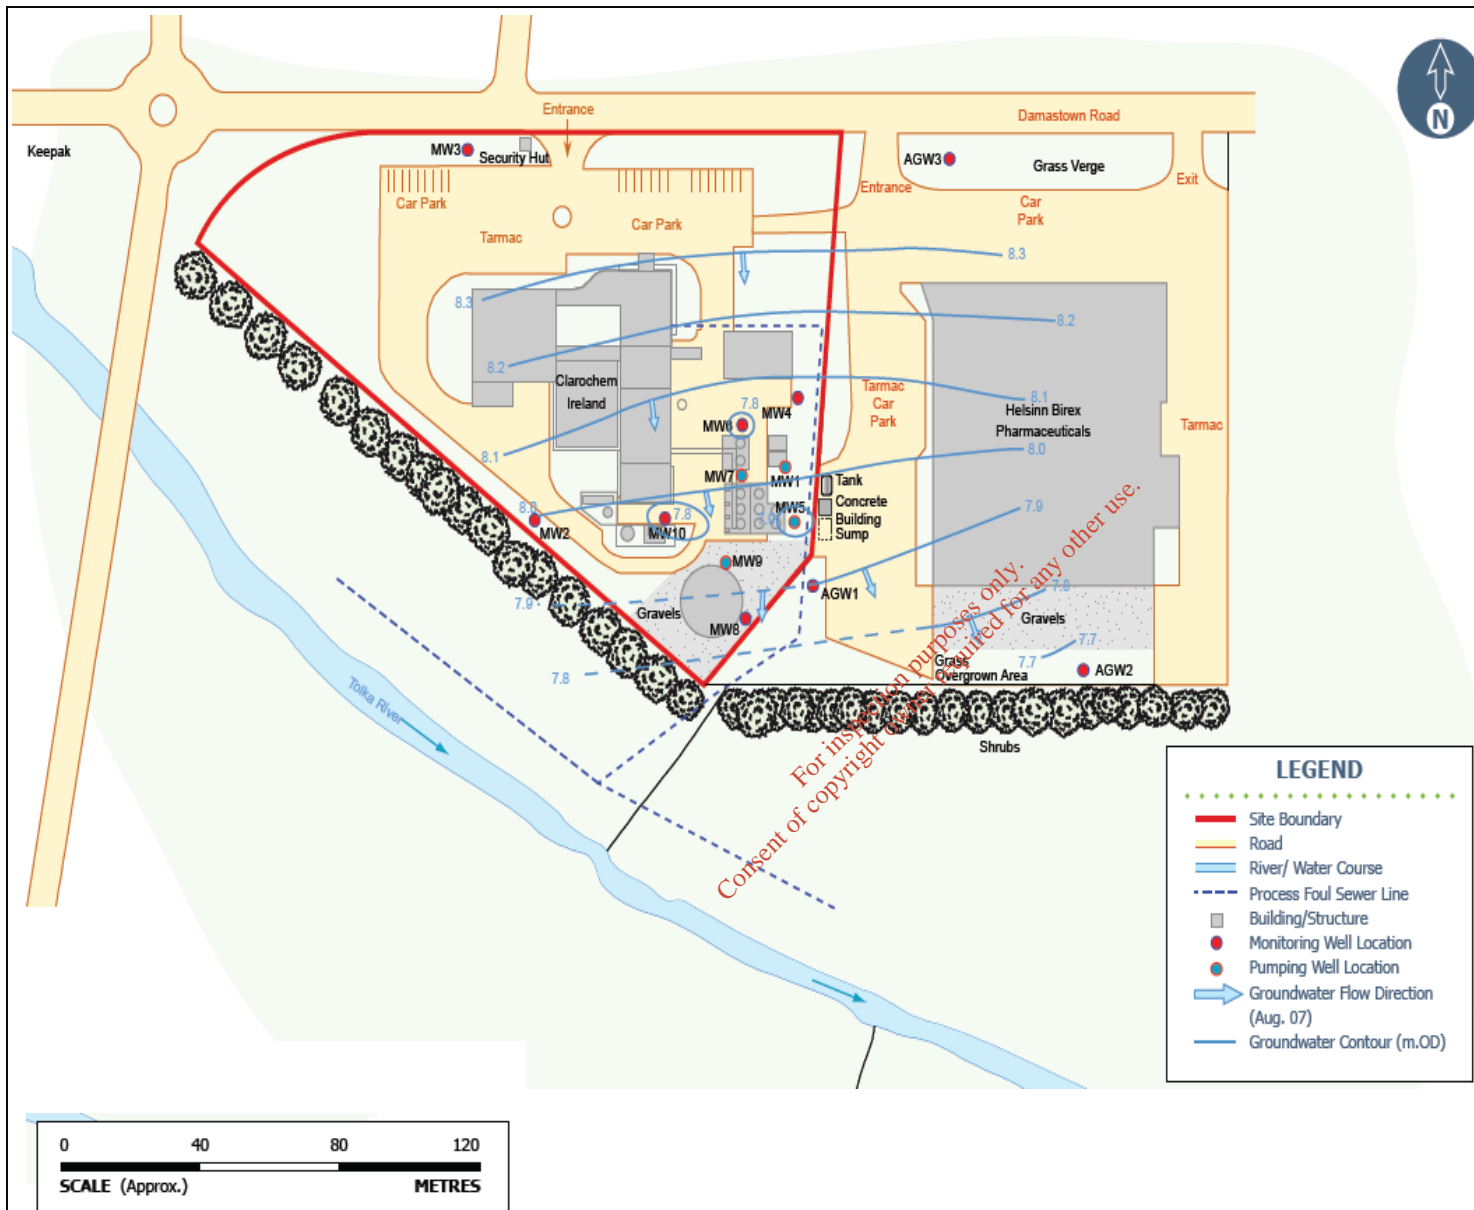 Entrance
Damastown Road
N
Keepak
MW3
Security Hut
AGW3
Grass Verge
Entrance
Exit
Car Park
Car Park
Car
Park
Tarmac
8.3
8.3
8.2
8.2
Clarochem
Ireland
7.8
MW4
Tarmac
Car
Park
8.1
Helsinn Birex
Pharmaceuticals
MW6
Tarmac
8.1
8.0
MW7
MW1
Tank
8.0
7.8
MW5
Concrete
Building
Sump
7.9
MW2
MW10
MW9
7.9
AGW1
7.8
Gravels
MW8
Gravels
7.7
7.7
7.8
Grass
Overgrown Area
AGW2
Tolka River
Shrubs
For inspection purposes only.
Consent of copyright owner required for any other use.
LEGEND
Site Boundary
Road
River/ Water Course
Process Foul Sewer Line
Building/Structure
Monitoring Well Location
Pumping Well Location
Groundwater Flow Direction
(Aug. 07)
Groundwater Contour (m.OD)
0 40 80 120
SCALE (Approx.) METRES